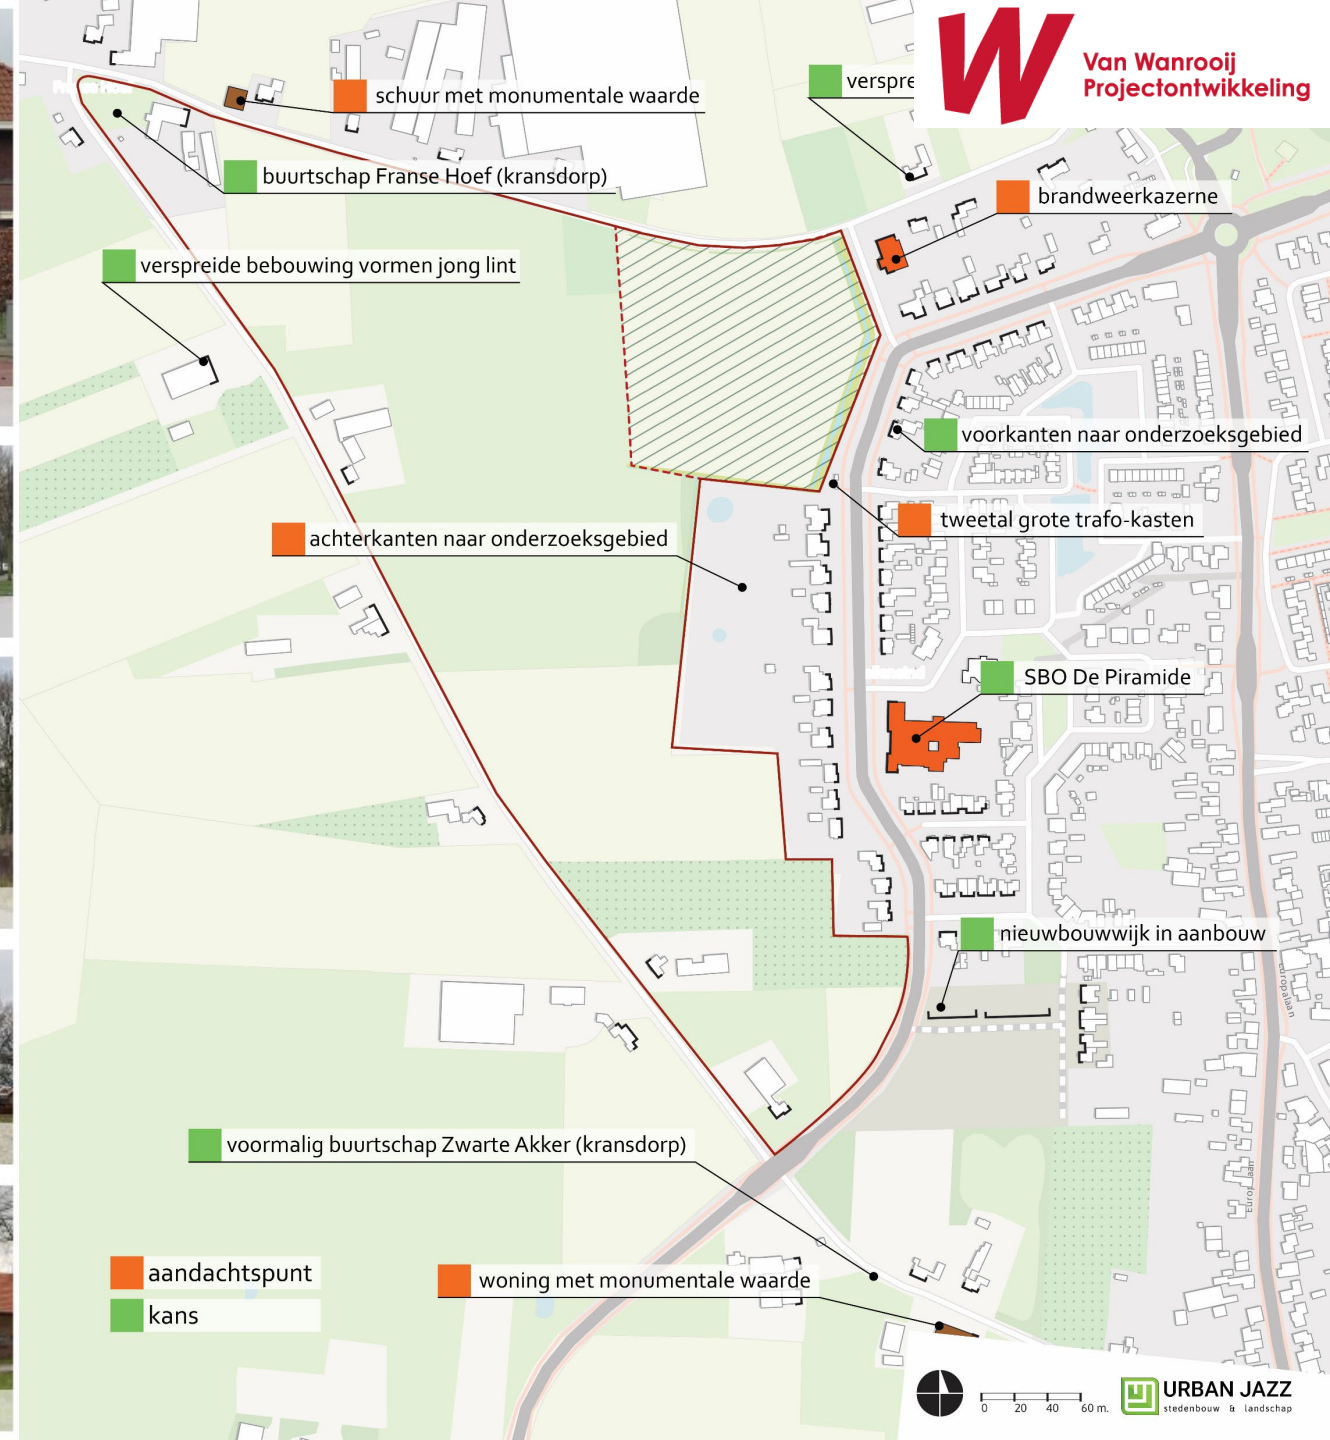 Van Wanrooij
Projectontwikkeling
verspre
schuur met monumentale waarde
buurtschap Franse Hoef (kransdorp)
brandweerkazerne
verspreide bebouwing vormen jong lint
voorkanten naar onderzoeksgebied
tweetal grote trafo-kasten
achterkanten naar onderzoeksgebied
SBO De Piramide
nieuwbouwwijk in aanbouw
Europalaan
voormalig buurtschap Zwarte Akker (kransdorp)
woning met monumentale waarde
aandachtspunt
kans
0 20 40 60 m.
URBAN JAZZ
stedenbouw & landschap